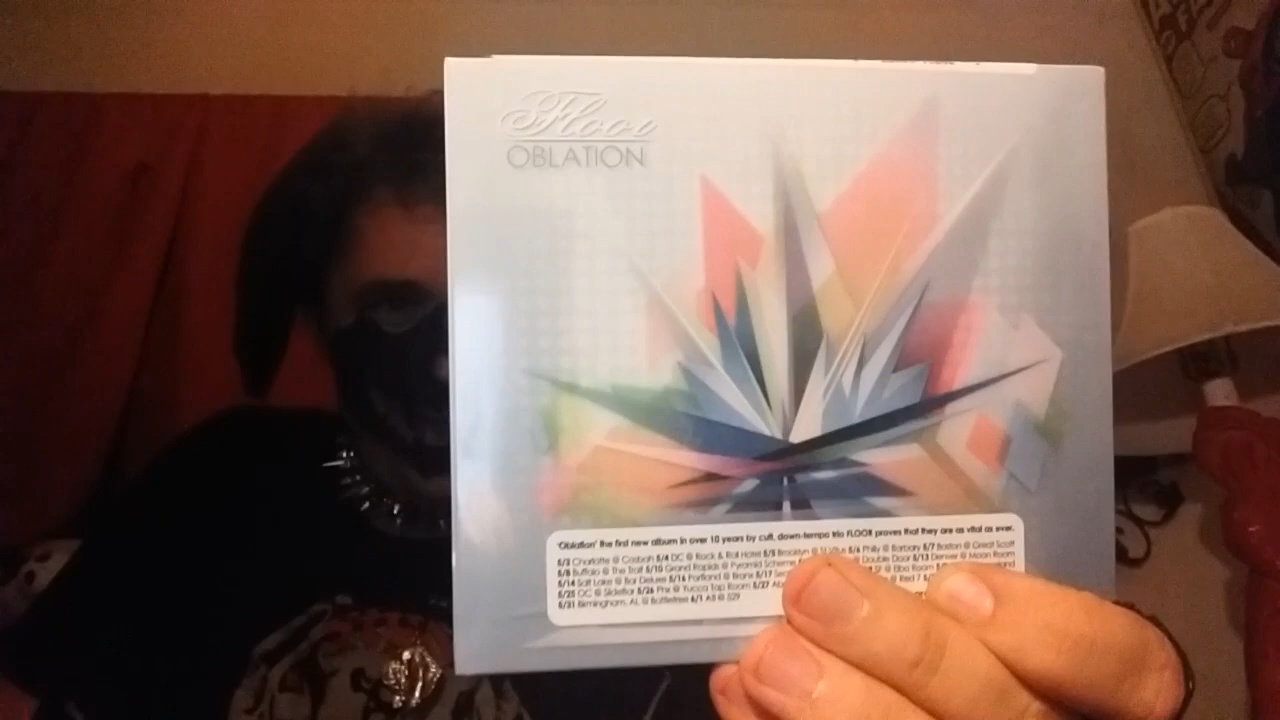 Floor
OBLATION
'Oblation' the first new album in over 10 years by cult, down-tempo trio FLOOR proves that they are as vital as ever.
5/3 Charlotte @ Casbah 5/4 DC @ Rock & Roll Hotel 5/5 Brooklyn @ 5/6 Philly @ Barbary 5/7 Boston @ Great Scott
5/8 Buffalo @ The Trail 5/10 Grand Rapids @ Pyramid Scheme @ Double Door 5/13 Denver @ Moon Room
5/14 Salt Lake @ Bar Deluxe 5/16 Portland @ Branx 5/17 @ Elbo Room
5/25 OC @ SlideBar 5/26 Phx @ Yucca Tap Room 5/27 @ Red 7
5/31 Birmingham, AL @ Bottletree 6/1 Atl @ 529